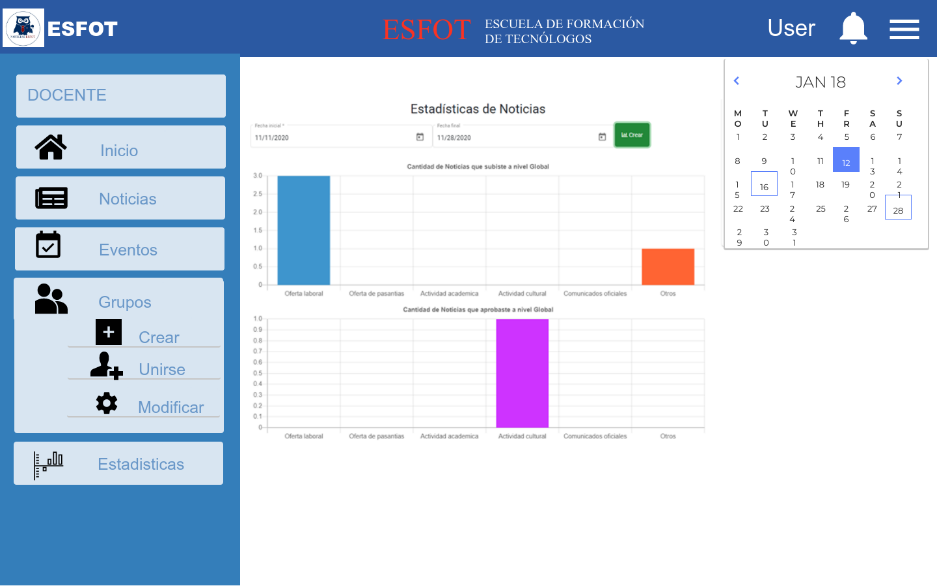 ESFOT
ESFOT ESCUELA DE FORMACIÓN
DE TECNÓLOGOS
User
DOCENTE
Inicio
Noticias
Eventos
Grupos
Crear
Unirse
Modificar
Estadisticas
Estadísticas de Noticias
Fecha inicial *
11/11/2020
Fecha final
11/28/2020
Crear
Cantidad de Noticias que subiste a nivel Global
3.0
2.5
2.0
1.5
1.0
0.5
0
Oferta laboral Oferta de pasantias Actividad academica Actividad cultural Comunicados oficiales Otros
Cantidad de Noticias que aprobaste a nivel Global
1.0
0.9
0.8
0.7
0.6
0.5
0.4
0.3
0.2
0.1
0
Oferta laboral Oferta de pasantias Actividad academica Actividad cultural Comunicados oficiales Otros
< JAN 18 >
MO TU WE TH FR SA SU
1 2 3 4 5 6 7
8 9 10 11 12 13 14
15 16 17 18 19 20 21
22 23 24 25 26 27 28
29 30 31